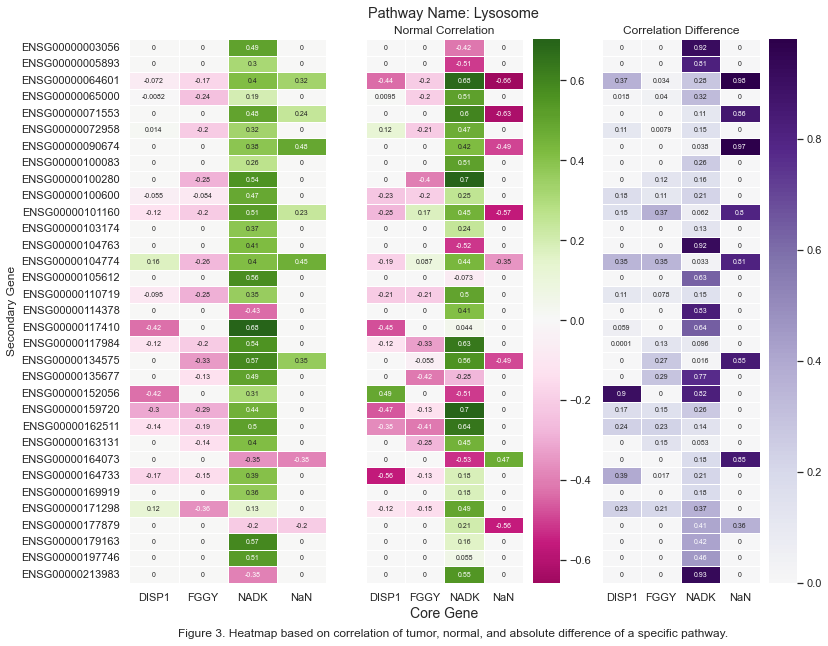 Pathway Name: Lysosome
Normal Correlation
Correlation Difference
Secondary Gene
ENSG00000003056 0 0 0.49 0 0 0 -0.42 0 0 0 0.92 0
ENSG00000005893 0 0 0.3 0 0 0 -0.51 0 0 0 0.81 0
ENSG00000064601 -0.072 -0.17 0.4 0.32 -0.44 -0.2 0.68 -0.66 0.37 0.034 0.28 0.98
ENSG00000065000 -0.0082 -0.24 0.19 0 0.0095 -0.2 0.51 0 0.018 0.04 0.32 0
ENSG00000071553 0 0 0.48 0.24 0 0 0.6 -0.63 0 0 0.11 0.86
ENSG00000072958 0.014 -0.2 0.32 0 0.12 -0.21 0.47 0 0.11 0.0079 0.15 0
ENSG00000090674 0 0 0.38 0.48 0 0 0.42 -0.49 0 0 0.038 0.97
ENSG00000100083 0 0 0.26 0 0 0 0.51 0 0 0 0.26 0
ENSG00000100280 0 -0.28 0.54 0 0 -0.4 0.7 0 0 0.12 0.16 0
ENSG00000100600 -0.055 -0.084 0.47 0 -0.23 -0.2 0.25 0 0.18 0.11 0.21 0
ENSG00000101160 -0.12 -0.2 0.51 0.23 -0.28 0.17 0.45 -0.57 0.15 0.37 0.062 0.8
ENSG00000103174 0 0 0.37 0 0 0 0.24 0 0 0 0.13 0
ENSG00000104763 0 0 0.41 0 0 0 -0.52 0 0 0 0.92 0
ENSG00000104774 0.16 -0.26 0.4 0.45 -0.19 0.087 0.44 -0.35 0.35 0.35 0.033 0.81
ENSG00000105612 0 0 0.56 0 0 0 -0.073 0 0 0 0.63 0
ENSG00000110719 -0.095 -0.28 0.35 0 -0.21 -0.21 0.5 0 0.11 0.078 0.15 0
ENSG00000114378 0 0 -0.43 0 0 0 0.41 0 0 0 0.83 0
ENSG00000117410 -0.42 0 0.68 0 -0.48 0 0.044 0 0.059 0 0.64 0
ENSG00000117984 -0.12 -0.2 0.54 0 -0.12 -0.33 0.63 0 0.0001 0.13 0.096 0
ENSG00000134575 0 -0.33 0.57 0.35 0 -0.058 0.56 -0.49 0 0.27 0.016 0.85
ENSG00000135677 0 -0.13 0.49 0 0 -0.42 -0.28 0 0 0.29 0.77 0
ENSG00000152056 -0.42 0 0.31 0 0.49 0 -0.51 0 0.9 0 0.82 0
ENSG00000159720 -0.3 -0.29 0.44 0 -0.47 -0.13 0.7 0 0.17 0.15 0.26 0
ENSG00000162511 -0.14 -0.19 0.5 0 -0.38 -0.41 0.64 0 0.24 0.23 0.14 0
ENSG00000163131 0 -0.14 0.4 0 0 -0.28 0.45 0 0 0.15 0.053 0
ENSG00000164073 0 0 -0.35 -0.38 0 0 -0.53 0.47 0 0 0.18 0.85
ENSG00000164733 -0.17 -0.15 0.39 0 -0.56 -0.13 0.18 0 0.39 0.017 0.21 0
ENSG00000169919 0 0 0.36 0 0 0 0.18 0 0 0 0.18 0
ENSG00000171298 0.12 -0.36 0.13 0 -0.12 -0.15 0.49 0 0.23 0.21 0.37 0
ENSG00000177879 0 0 -0.2 -0.2 0 0 0.21 -0.56 0 0 0.41 0.36
ENSG00000179163 0 0 0.57 0 0 0 0.16 0 0 0 0.42 0
ENSG00000197746 0 0 0.51 0 0 0 0.055 0 0 0 0.46 0
ENSG00000213983 0 0 -0.38 0 0 0 0.55 0 0 0 0.93 0
0.6
0.4
0.2
0.0
−0.2
−0.4
−0.6
0.8
0.6
0.4
0.2
0.0
DISP1 FGGY NADK NaN DISP1 FGGY NADK NaN DISP1 FGGY NADK NaN
Core Gene
Figure 3. Heatmap based on correlation of tumor, normal, and absolute difference of a specific pathway.